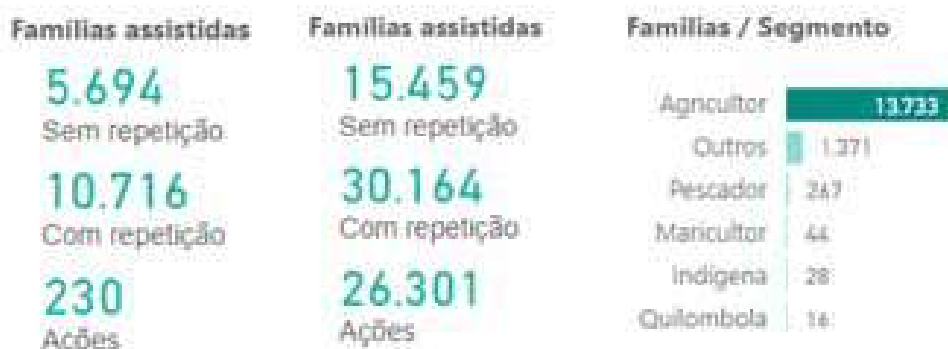 Famílias assistidas
5.694
Sem repetição
10.716
Com repetição
230
Ações
Famílias assistidas
15.459
Sem repetição
30.164
Com repetição
26.301
Ações
Famílias / Segmento
Agricultor 13.733
Outros 1.371
Pescador 267
Maricultor 44
Indígena 28
Quilombola 16